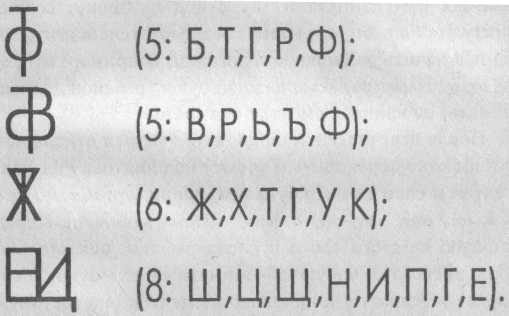 (5: Б,Т,Г,Р,Ф);
(5: В,Р,Ь,Ъ,Ф);
(6: Ж,Х,Т,Г,У,К);
(8: Ш,Ц,Щ,Н,И,П,Г,Е).